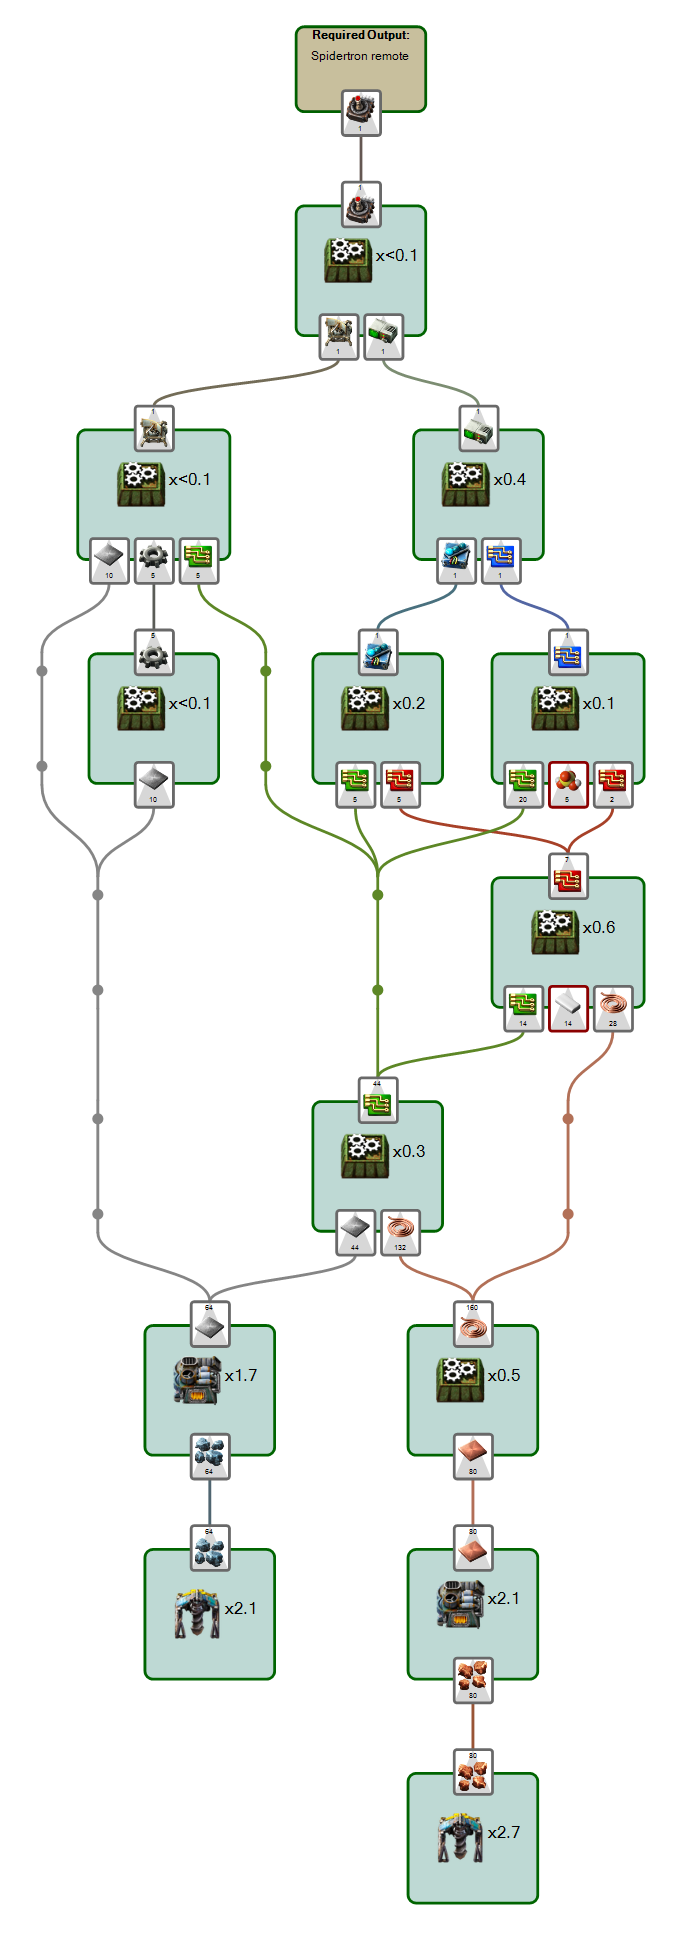 Required Output:
Spidertron remote
1
1
x<0.1
1 1
1 1
x<0.1 x0.4
10 5 5 1 1
5 1 1
x<0.1 x0.2 x0.1
10 5 5 20 5 2
7
x0.6
14 14 28
44
x0.3
44 132
64 160
x1.7 x0.5
64 80
64 80
x2.1 x2.1
80
80
x2.7